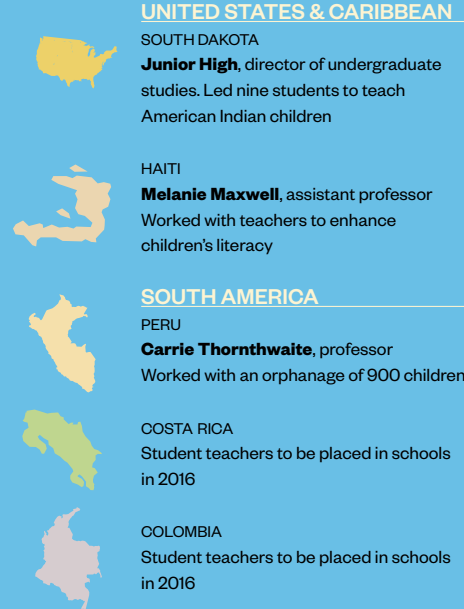 UNITED STATES & CARIBBEAN
SOUTH DAKOTA
Junior High, director of undergraduate
studies. Led nine students to teach
American Indian children
HAITI
Melanie Maxwell, assistant professor
Worked with teachers to enhance
children’s literacy
SOUTH AMERICA
PERU
Carrie Thornthwaite, professor
Worked with an orphanage of 900 children
COSTA RICA
Student teachers to be placed in schools
in 2016
COLOMBIA
Student teachers to be placed in schools
in 2016